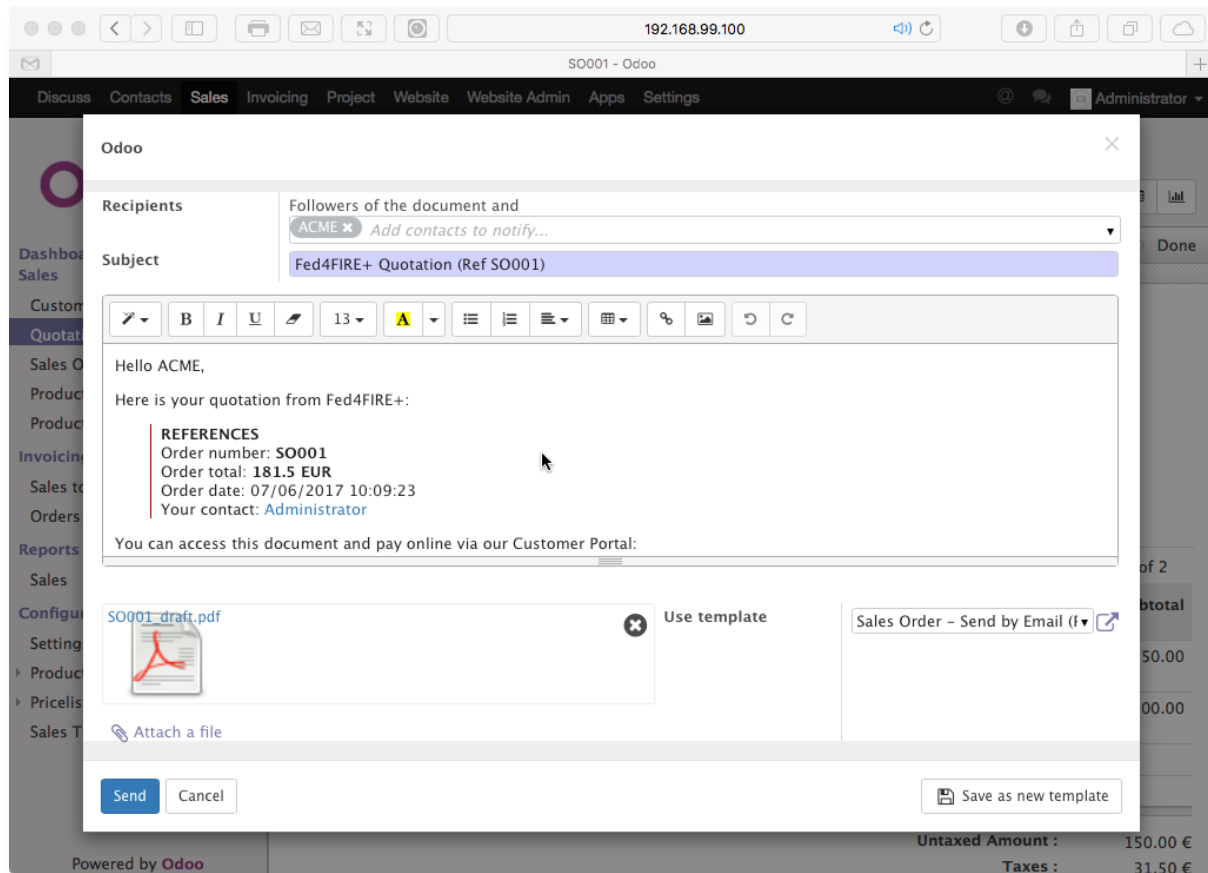 192.168.99.100
SO001 - Odoo
Discuss Contacts Sales Invoicing Project Website Website Admin Apps Settings @ Administrator
Odoo
Recipients
Followers of the document and
ACME × Add contacts to notify...
Subject
Fed4FIRE+ Quotation (Ref SO001)
B I U 13 A
Hello ACME,
Here is your quotation from Fed4FIRE+:
REFERENCES
Order number: SO001
Order total: 181.5 EUR
Order date: 07/06/2017 10:09:23
Your contact: Administrator
You can access this document and pay online via our Customer Portal:
SO001_draft.pdf
Use template
Sales Order - Send by Email (
Attach a file
Send
Cancel
Save as new template
Sales
Sales
Orders
Reports
Sales
Done
of 2
50.00
00.00
Untaxed Amount : 150.00 €
Taxes : 31.50 €
Powered by Odoo